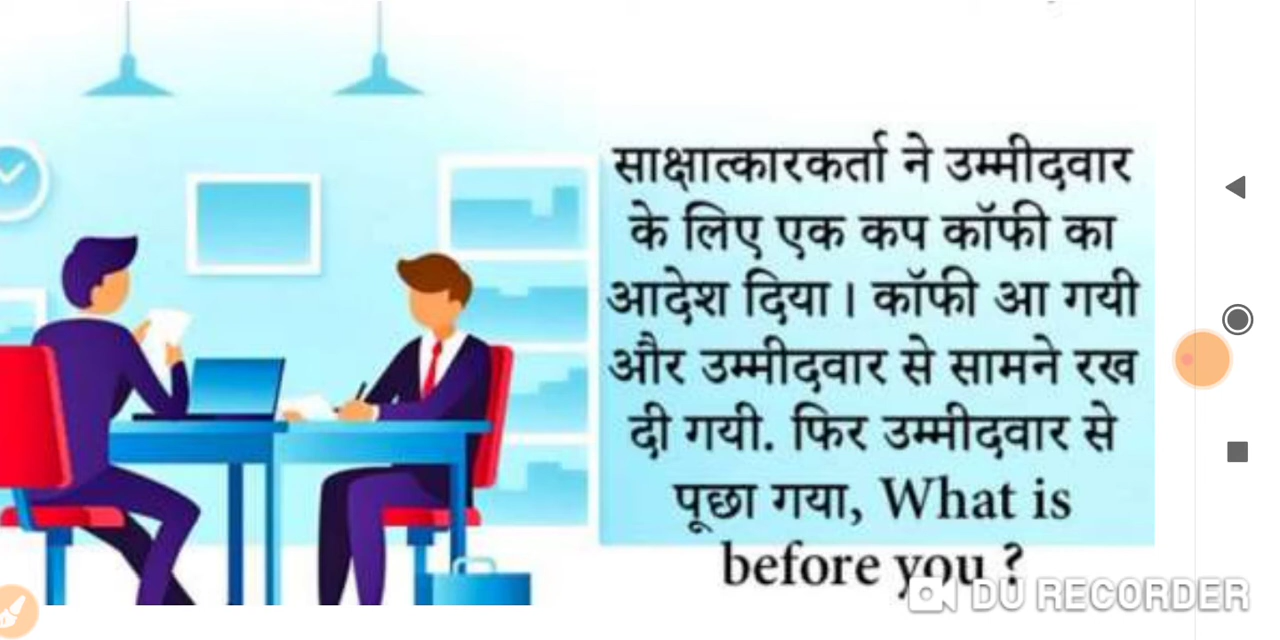 साक्षात्कारकर्ता ने उम्मीदवार
के लिए एक कप कॉफी का
आदेश दिया। कॉफी आ गयी
और उम्मीदवार से सामने रख
दी गयी. फिर उम्मीदवार से
पूछा गया, What is
before you ?
DU RECORDER